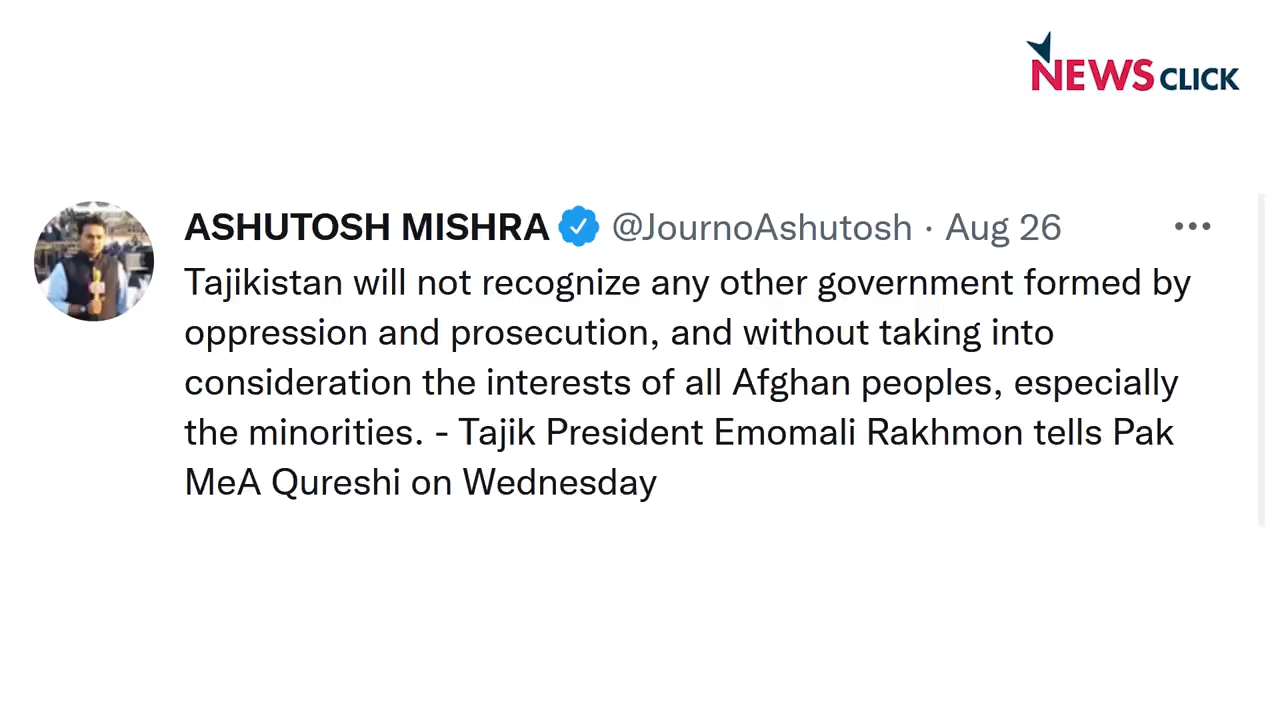 NEWS CLICK
ASHUTOSH MISHRA @JournoAshutosh · Aug 26
Tajikistan will not recognize any other government formed by
oppression and prosecution, and without taking into
consideration the interests of all Afghan peoples, especially
the minorities. - Tajik President Emomali Rakhmon tells Pak
MeA Qureshi on Wednesday